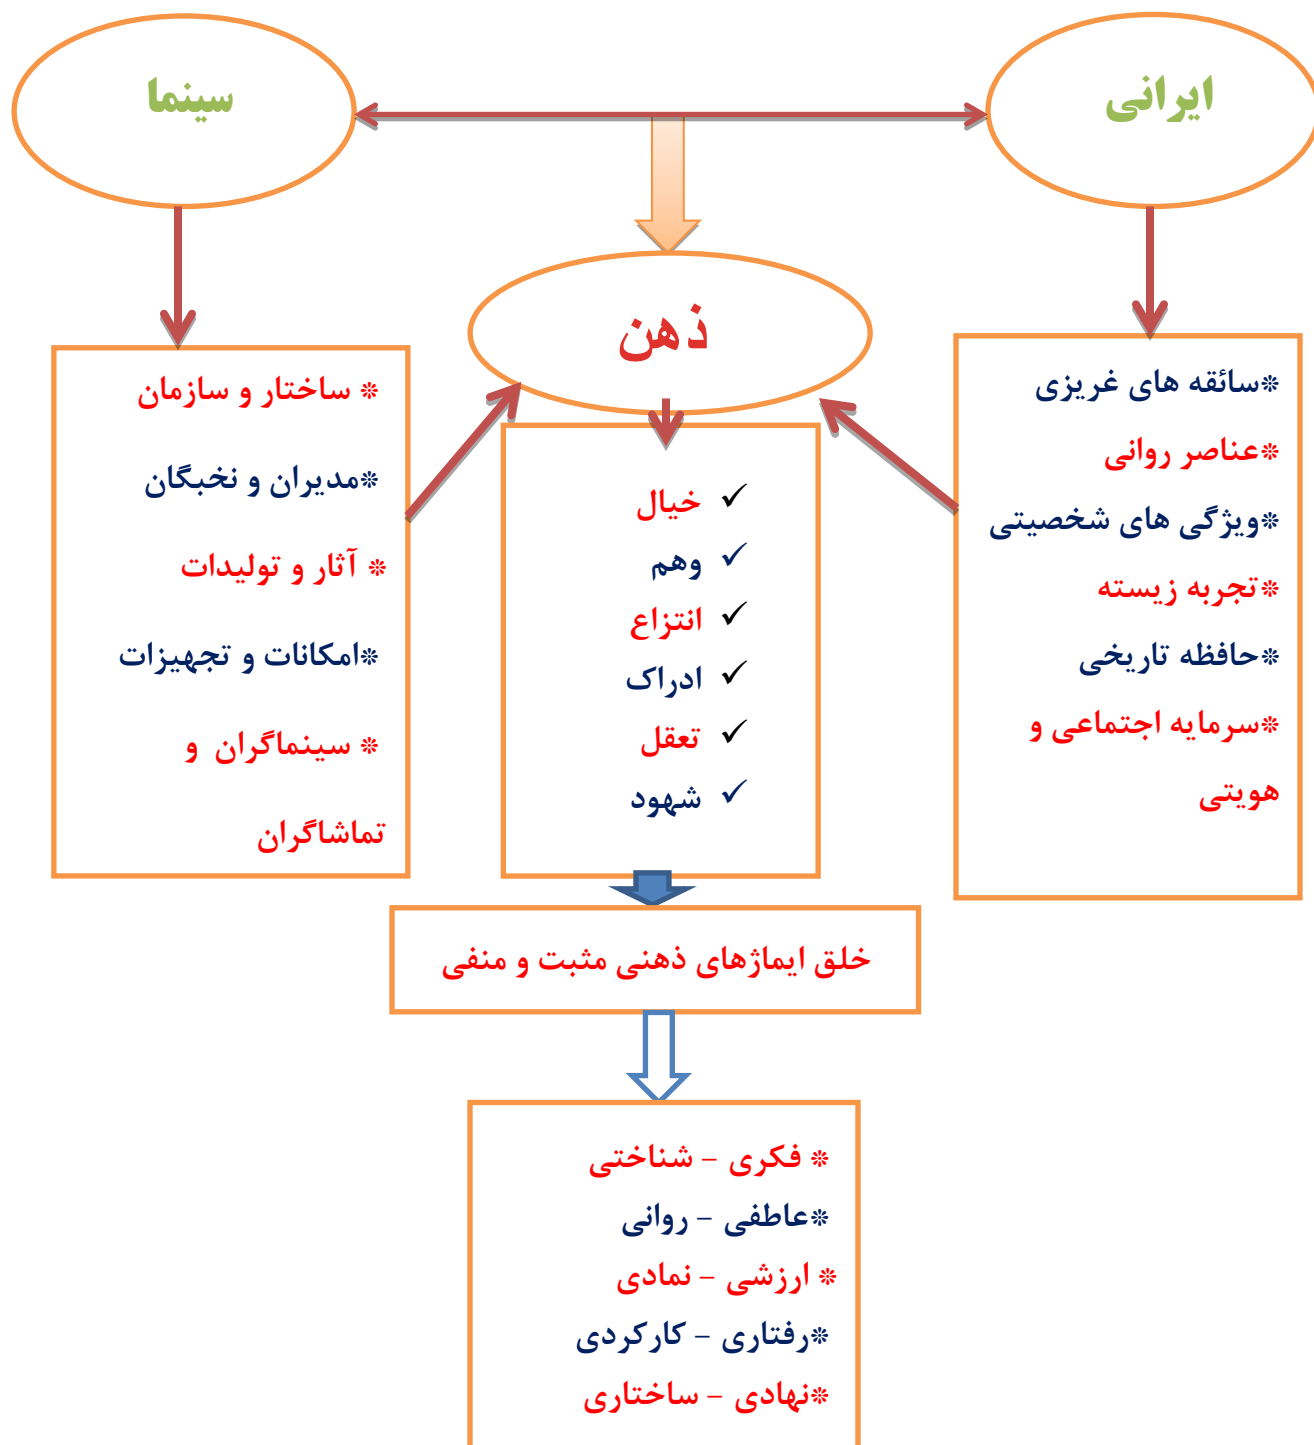 ایرانی
سینما
ذهن
*سائقه های غریزی
*عناصر روانی
*ویژگی های شخصیتی
*تجربه زیسته
*حافظه تاریخی
*سرمایه اجتماعی و
هویتی
✓ خیال
✓ وهم
✓ انتزاع
✓ ادراک
✓ تعقل
✓ شهود
* ساختار و سازمان
*مدیران و نخبگان
* آثار و تولیدات
*امکانات و تجهیزات
* سینماگران و
تماشاگران
خلق ایماژهای ذهنی مثبت و منفی
* فکری – شناختی
*عاطفی – روانی
* ارزشی – نمادی
*رفتاری – کارکردی
*نهادی – ساختاری